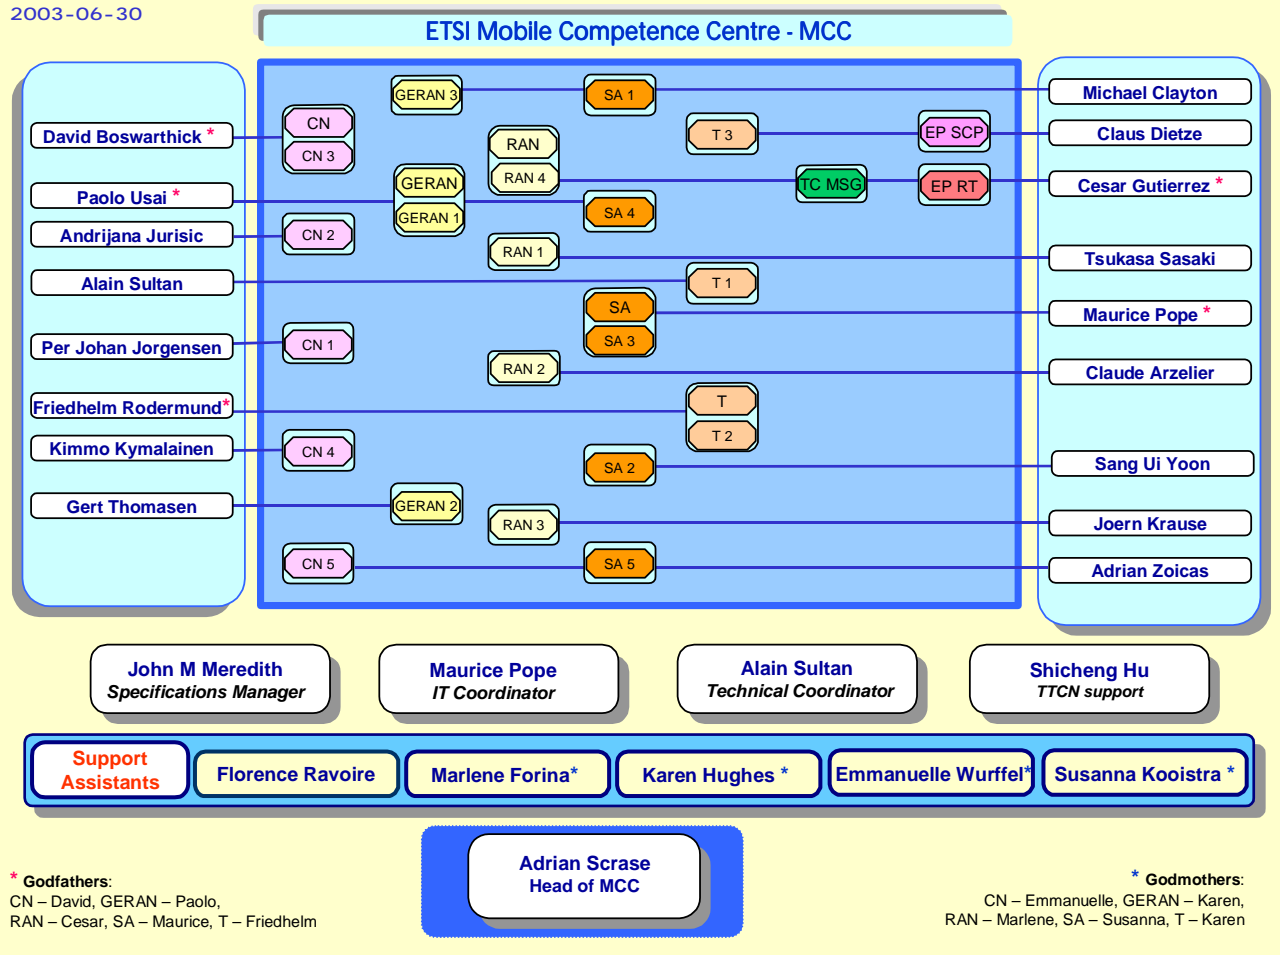 2003-06-30
ETSI Mobile Competence Centre - MCC
GERAN 3
SA 1
Michael Clayton
David Boswarthick *
CN
CN 3
RAN
RAN 4
T 3
EP SCP
Claus Dietze
Paolo Usai *
GERAN
GERAN 1
SA 4
TC MSG
EP RT
Cesar Gutierrez *
Andrijana Jurisic
CN 2
RAN 1
Tsukasa Sasaki
Alain Sultan
T 1
SA
SA 3
Maurice Pope *
Per Johan Jorgensen
CN 1
RAN 2
Claude Arzelier
Friedhelm Rodermund*
T
T 2
Kimmo Kymalainen
CN 4
SA 2
Sang Ui Yoon
Gert Thomasen
GERAN 2
RAN 3
Joern Krause
CN 5
SA 5
Adrian Zoicas
John M Meredith
Specifications Manager
Maurice Pope
IT Coordinator
Alain Sultan
Technical Coordinator
Shicheng Hu
TTCN support
Support
Assistants
Florence Ravoire
Marlene Forina*
Karen Hughes *
Emmanuelle Wurffel*
Susanna Kooistra *
Adrian Scrase
Head of MCC
* Godfathers:
CN – David, GERAN – Paolo,
RAN – Cesar, SA – Maurice, T – Friedhelm
* Godmothers:
CN – Emmanuelle, GERAN – Karen,
RAN – Marlene, SA – Susanna, T – Karen